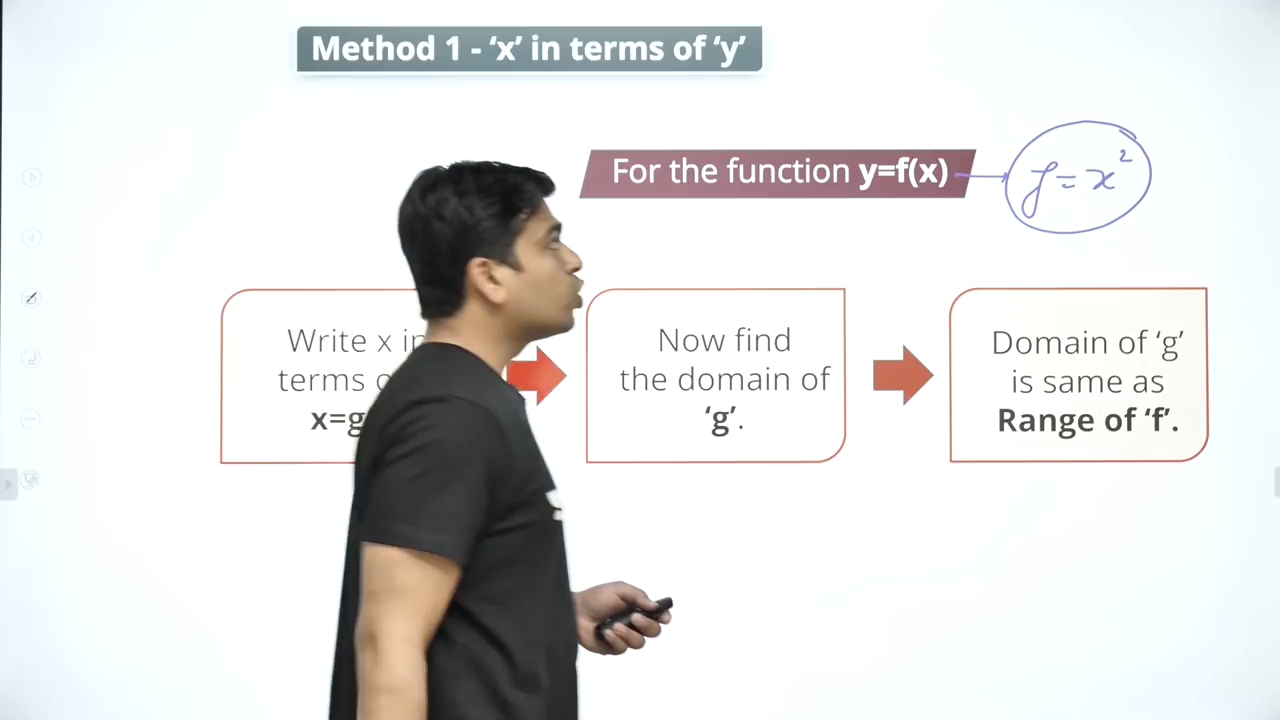 Method 1 - ‘x’ in terms of ‘y’
For the function y=f(x)
y = x²
Write x in
terms
x=g
Now find
the domain of
‘g’.
Domain of ‘g’
is same as
Range of ‘f’.